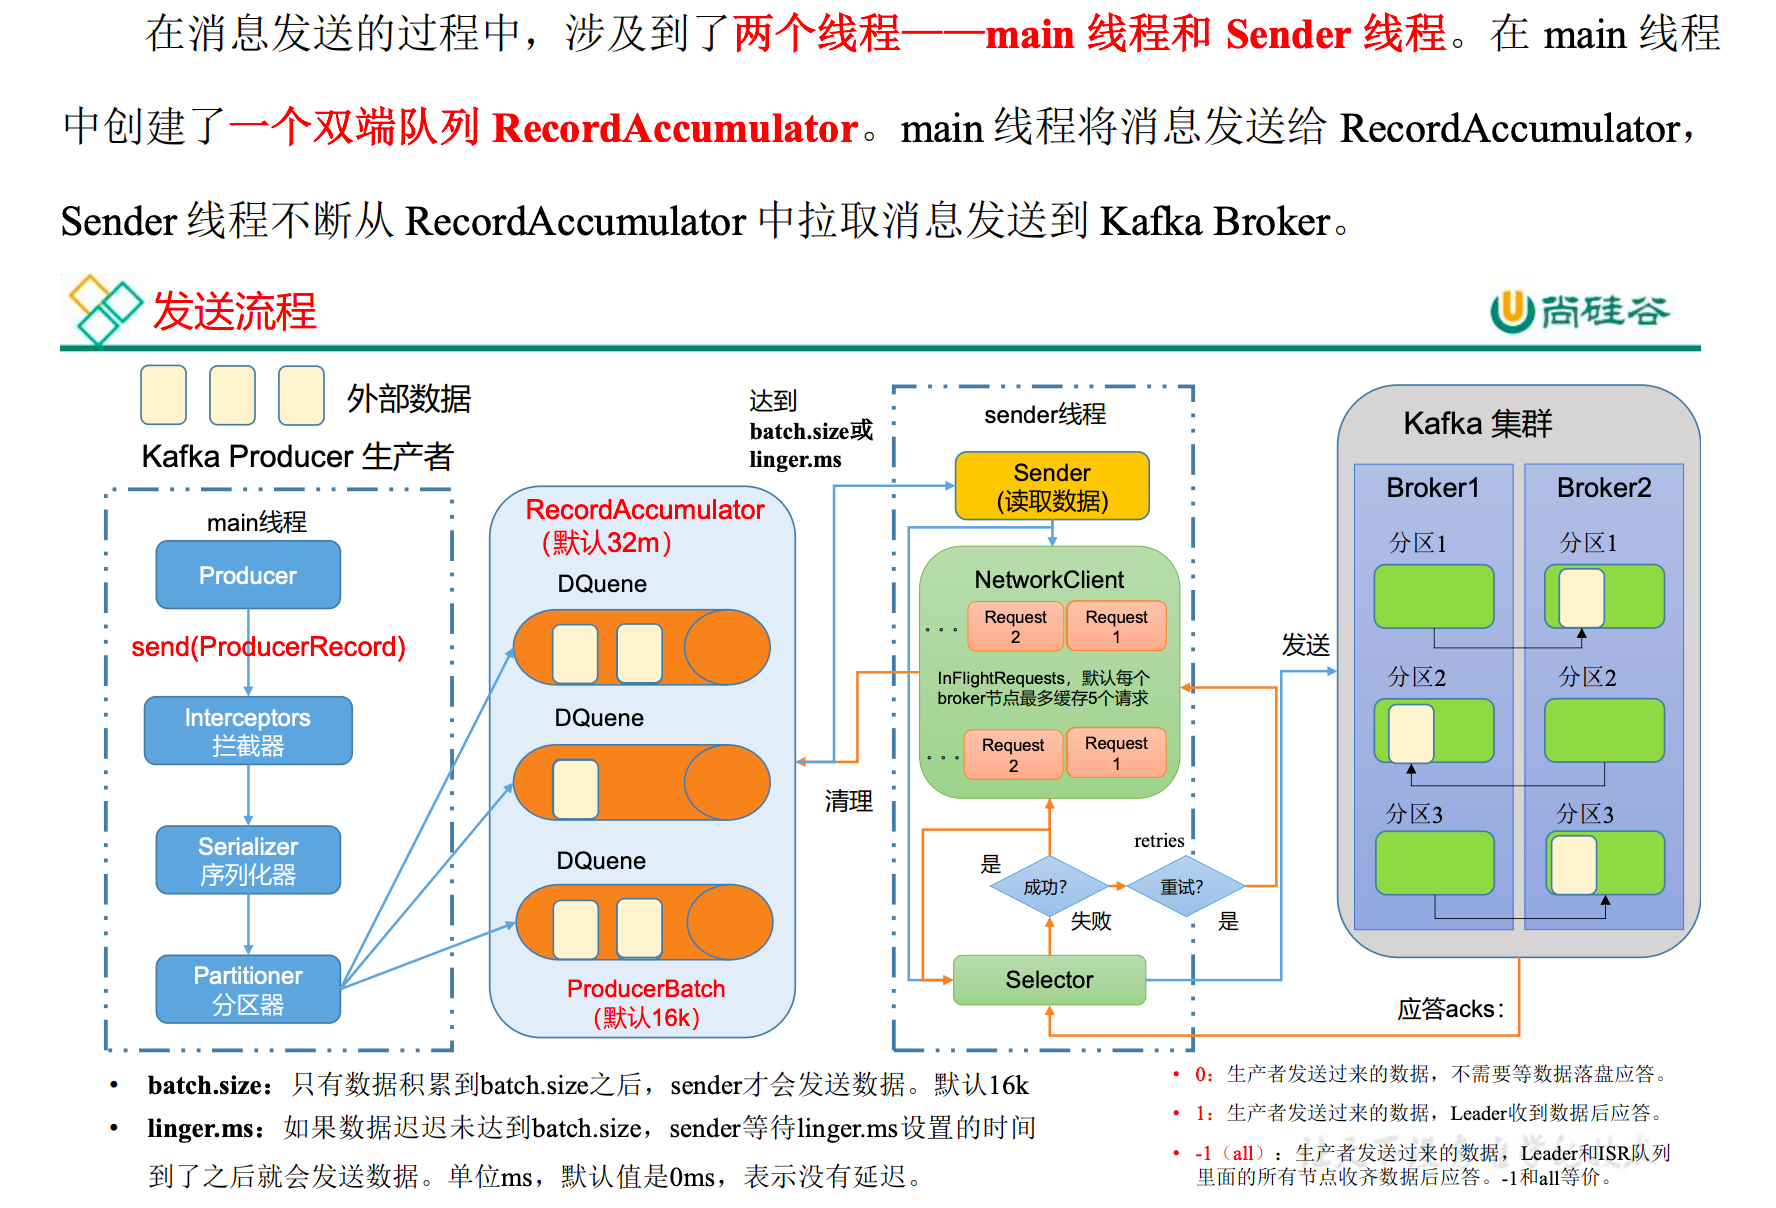 在消息发送的过程中，涉及到了两个线程——main 线程和 Sender 线程。在 main 线程
中创建了一个双端队列 RecordAccumulator。main 线程将消息发送给 RecordAccumulator，
Sender 线程不断从 RecordAccumulator 中拉取消息发送到 Kafka Broker。
发送流程
尚硅谷
外部数据
Kafka Producer 生产者
main线程
Producer
send(ProducerRecord)
Interceptors
拦截器
Serializer
序列化器
Partitioner
分区器
RecordAccumulator
（默认32m）
DQuene
DQuene
DQuene
ProducerBatch
（默认16k）
达到
batch.size或
linger.ms
清理
sender线程
Sender
(读取数据)
NetworkClient
Request
2
Request
1
InFlightRequests，默认每个
broker节点最多缓存5个请求
Request
2
Request
1
retries
是
成功?
重试?
失败
是
Selector
发送
Kafka 集群
Broker1
Broker2
分区1
分区1
分区2
分区2
分区3
分区3
应答acks：
• batch.size：只有数据积累到batch.size之后，sender才会发送数据。默认16k
• linger.ms：如果数据迟迟未达到batch.size，sender等待linger.ms设置的时间
到了之后就会发送数据。单位ms，默认值是0ms，表示没有延迟。
• 0：生产者发送过来的数据，不需要等数据落盘应答。
• 1：生产者发送过来的数据，Leader收到数据后应答。
• -1（all）：生产者发送过来的数据，Leader和ISR队列
里面的所有节点收齐数据后应答。-1和all等价。